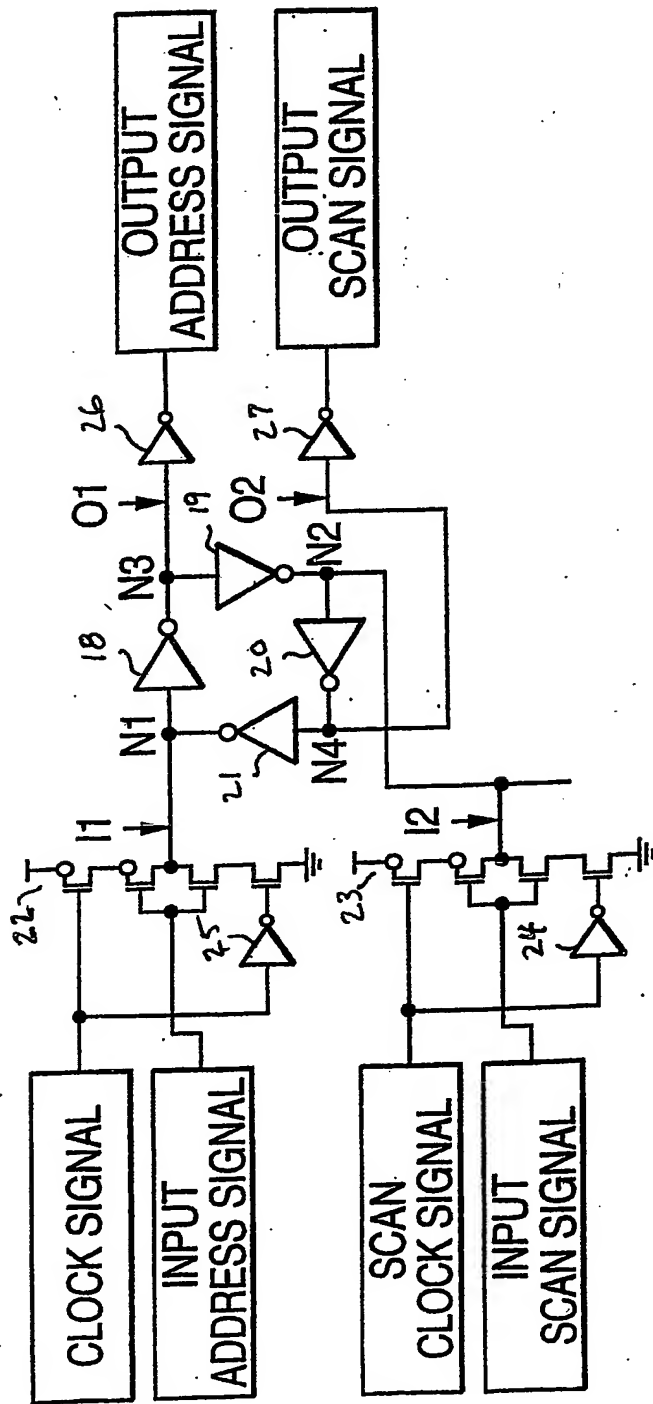 CLOCK SIGNAL
INPUT
ADDRESS SIGNAL
SCAN
CLOCK SIGNAL
INPUT
SCAN SIGNAL
22
25
I1
23
24
I2
N1
18
N3
O1
26
19
21
20
N2
N4
O2
27
OUTPUT
ADDRESS SIGNAL
OUTPUT
SCAN SIGNAL